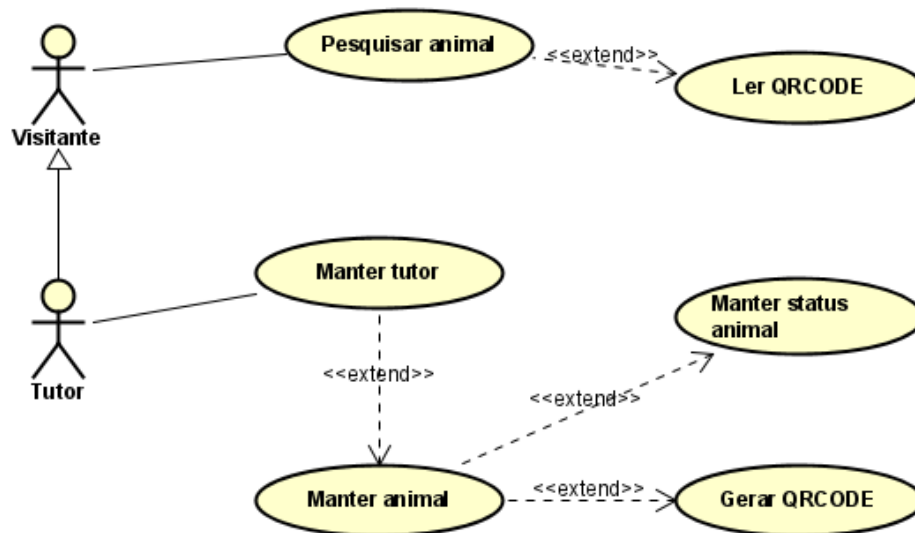 Pesquisar animal
<<extend>>
Ler QRCODE
Visitante
Manter tutor
Manter status
animal
<<extend>>
<<extend>>
Tutor
Manter animal
<<extend>>
Gerar QRCODE